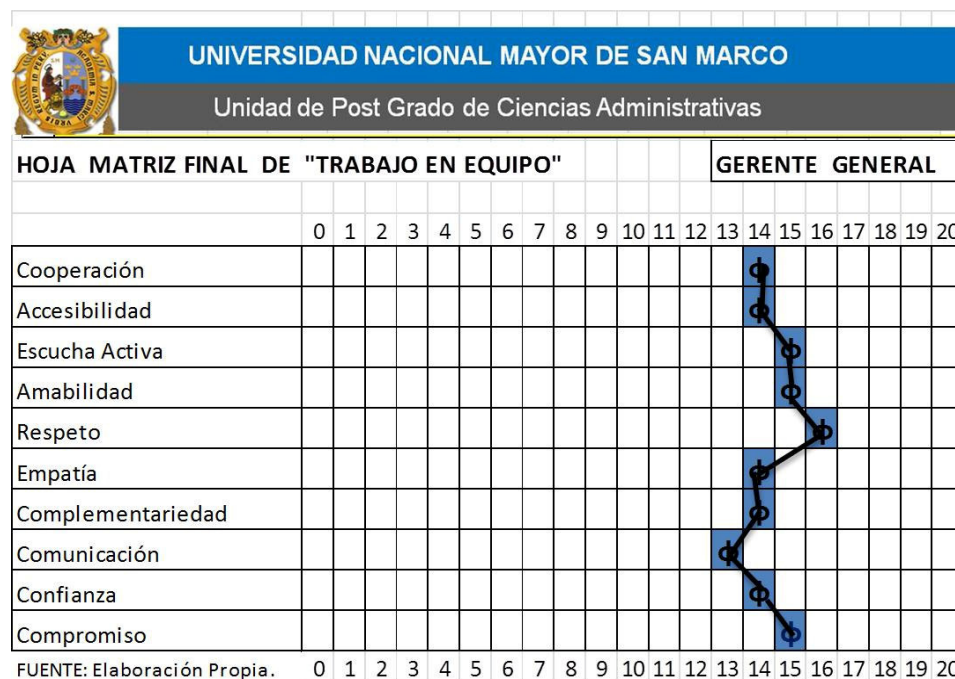 UNIVERSIDAD NACIONAL MAYOR DE SAN MARCO
Unidad de Post Grado de Ciencias Administrativas
HOJA MATRIZ FINAL DE "TRABAJO EN EQUIPO" GERENTE GENERAL
0 1 2 3 4 5 6 7 8 9 10 11 12 13 14 15 16 17 18 19 20
Cooperación ф
Accesibilidad ф
Escucha Activa ф
Amabilidad ф
Respeto ф
Empatía ф
Complementariedad ф
Comunicación ф
Confianza ф
Compromiso ф
FUENTE: Elaboración Propia. 0 1 2 3 4 5 6 7 8 9 10 11 12 13 14 15 16 17 18 19 20